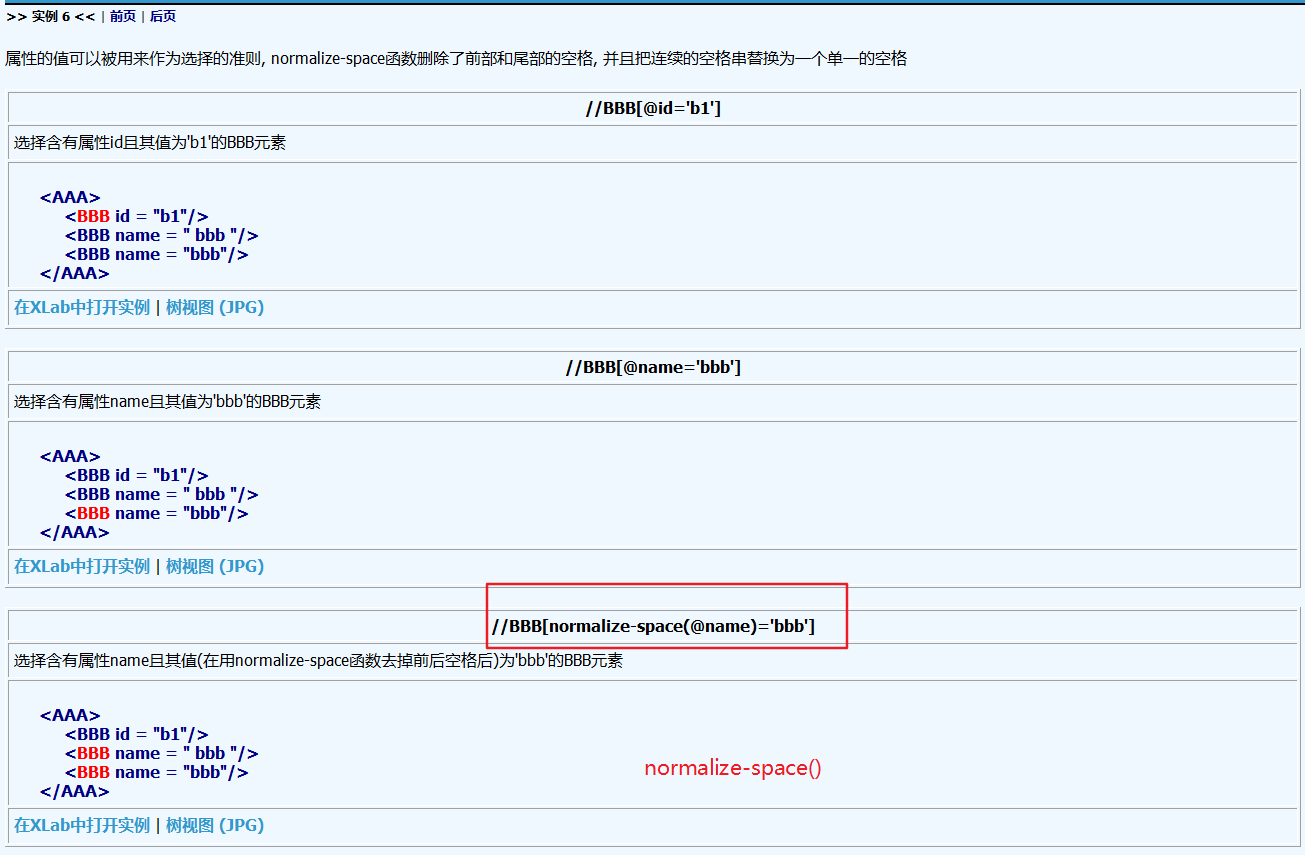 >> 实例 6 << | 前页 | 后页
属性的值可以被用来作为选择的准则, normalize-space函数删除了前部和尾部的空格, 并且把连续的空格串替换为一个单一的空格
//BBB[@id='b1']
选择含有属性id且其值为'b1'的BBB元素
<AAA>
<BBB id = "b1"/>
<BBB name = " bbb "/>
<BBB name = "bbb"/>
</AAA>
在XLab中打开实例 | 树视图 (JPG)
//BBB[@name='bbb']
选择含有属性name且其值为'bbb'的BBB元素
<AAA>
<BBB id = "b1"/>
<BBB name = " bbb "/>
<BBB name = "bbb"/>
</AAA>
在XLab中打开实例 | 树视图 (JPG)
//BBB[normalize-space(@name)='bbb']
选择含有属性name且其值(在用normalize-space函数去掉前后空格后)为'bbb'的BBB元素
<AAA>
<BBB id = "b1"/>
<BBB name = " bbb "/>
<BBB name = "bbb"/>
</AAA>
normalize-space()
在XLab中打开实例 | 树视图 (JPG)